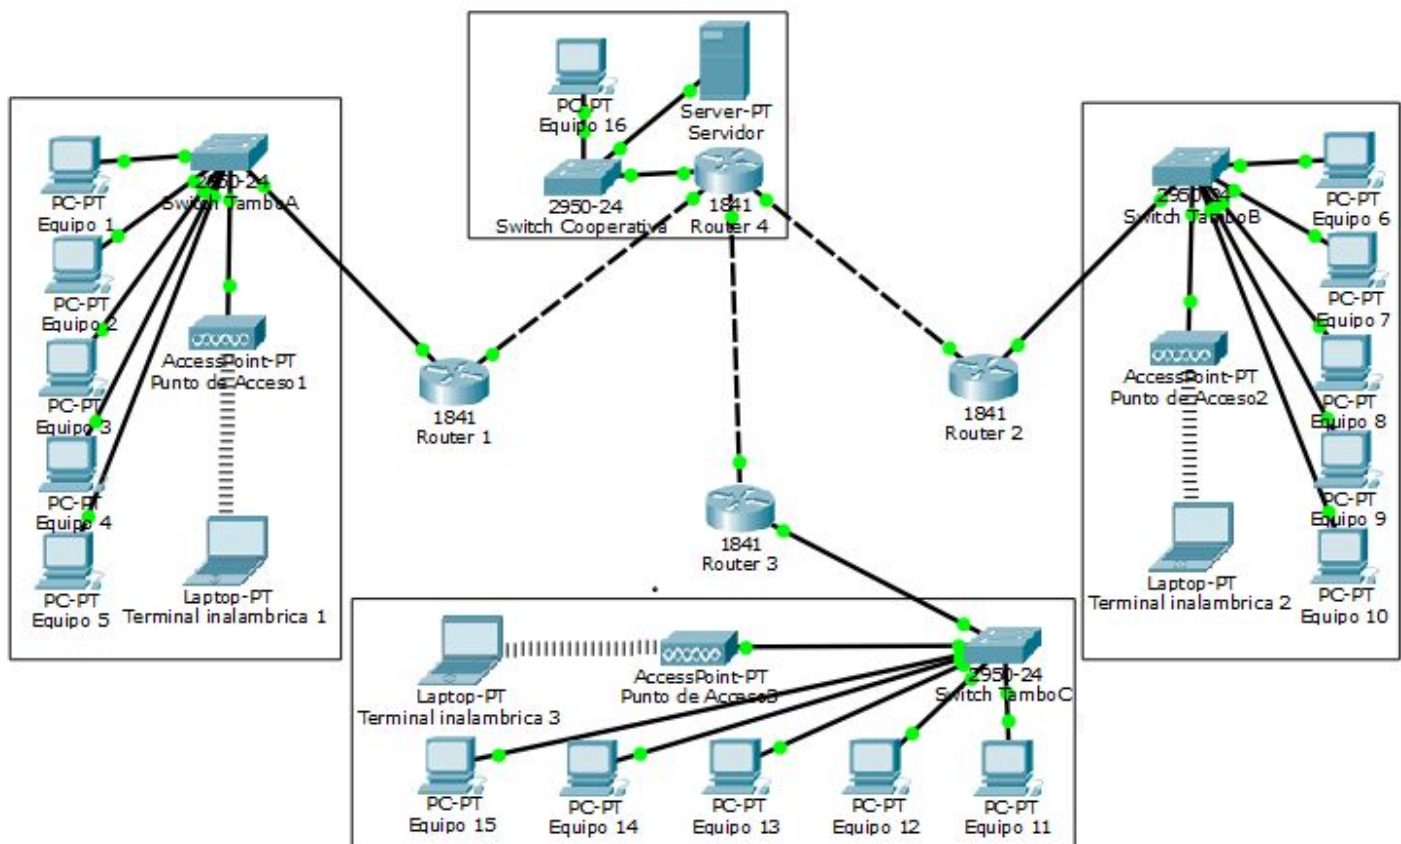 PC-PT
Equipo 16
Server-PT
Servidor
2950-24
Switch Cooperativa
1841
Router 4
2950-24
Switch TamboA
PC-PT
Equipo 1
PC-PT
Equipo 2
PC-PT
Equipo 3
PC-PT
Equipo 4
PC-PT
Equipo 5
AccessPoint-PT
Punto de Acceso1
Laptop-PT
Terminal inalambrica 1
1841
Router 1
1841
Router 2
1841
Router 3
2950-24
Switch TamboB
PC-PT
Equipo 6
PC-PT
Equipo 7
PC-PT
Equipo 8
PC-PT
Equipo 9
PC-PT
Equipo 10
AccessPoint-PT
Punto de Acceso2
Laptop-PT
Terminal inalambrica 2
Laptop-PT
Terminal inalambrica 3
AccessPoint-PT
Punto de Acceso3
2950-24
Switch TamboC
PC-PT
Equipo 15
PC-PT
Equipo 14
PC-PT
Equipo 13
PC-PT
Equipo 12
PC-PT
Equipo 11